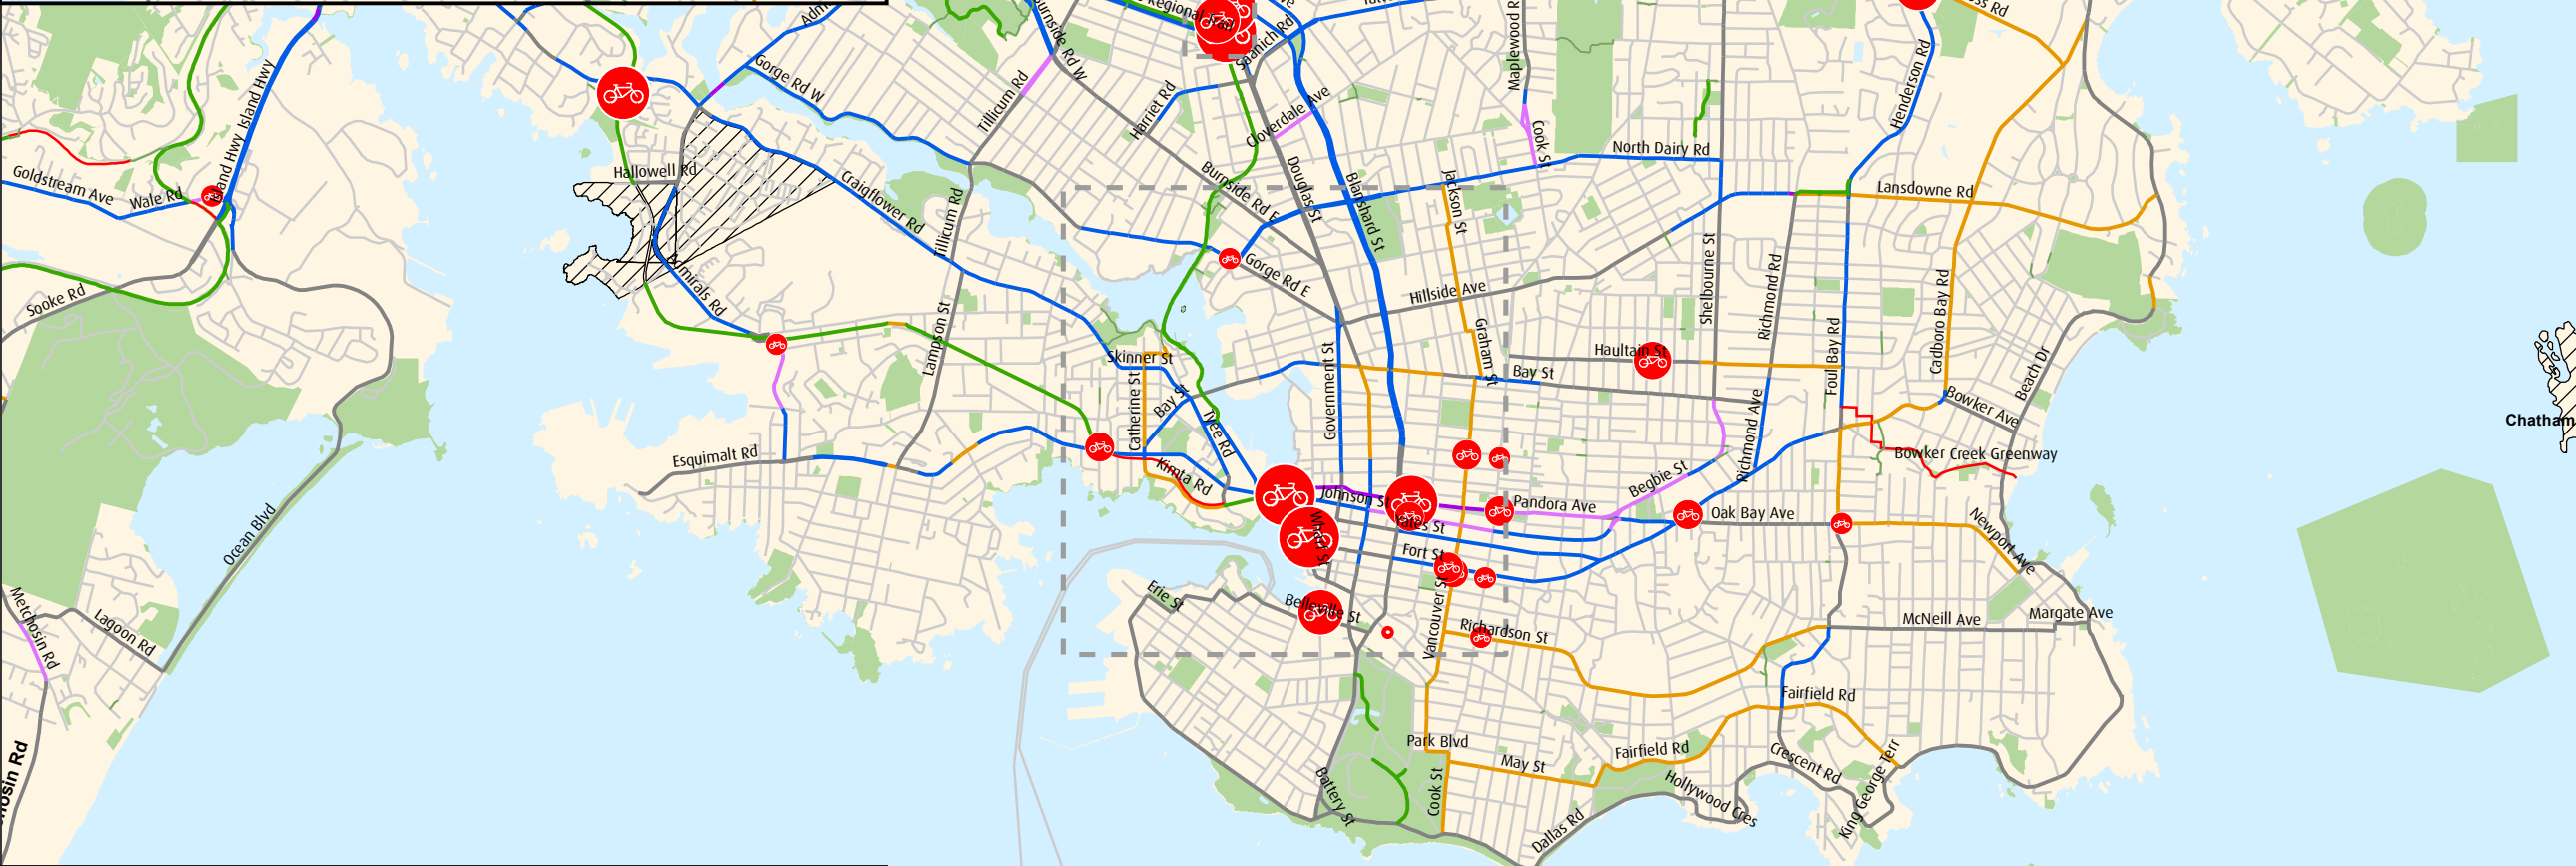 Burnside Rd W
Regional
Saanich Rd
Maplewood R
ss Rd
Gorge Rd W
Tillicum Rd
Harriet Rd
Cloverdale Ave
Cook St
Henderson Rd
Island Hwy
Island Hwy
North Dairy Rd
Goldstream Ave
Wale Rd
Hallowell Rd
Craigflower Rd
Tillicum Rd
Burnside Rd E
Douglas St
Blanshard St
Jackson St
Lansdowne Rd
Admirals Rd
Gorge Rd E
Hillside Ave
Shelbourne St
Richmond Rd
Foul Bay Rd
Cadboro Bay Rd
Beach Dr
Sooke Rd
Lampson St
Skinner St
Catherine St
Bay St
Tyee Rd
Government St
Graham St
Haultain St
Bay St
Richmond Ave
Bowker Ave
Chatham
Esquimalt Rd
Kimta Rd
Bowker Creek Greenway
Begbie St
Johnson St
Pandora Ave
Oak Bay Ave
Yates St
Wharf St
Fort St
Newport Ave
Ocean Blvd
Erie St
Belleville St
Vancouver St
Richardson St
McNeill Ave
Margate Ave
Metchosin Rd
Lagoon Rd
Fairfield Rd
Park Blvd
May St
Fairfield Rd
Crescent Rd
King George Terr
Hollywood Cres
Battery St
Cook St
Dallas Rd
hosin Rd